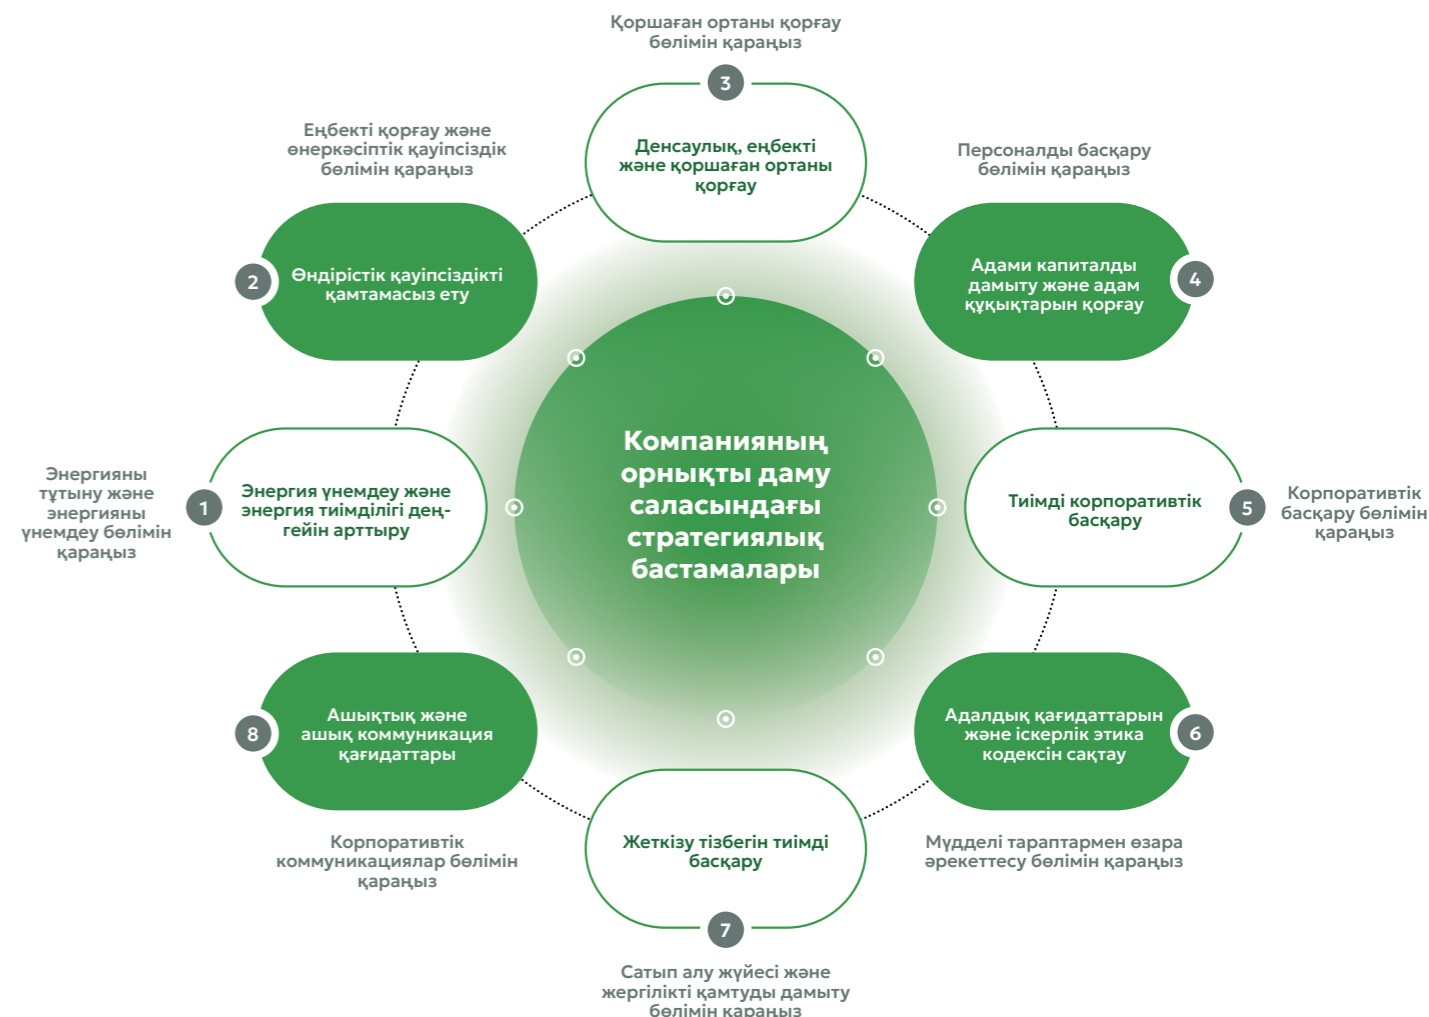 Қоршаған ортаны қорғау
бөлімін қараңыз
3
Денсаулық, еңбекті
және қоршаған ортаны
қорғау
Еңбекті қорғау және
өнеркәсіптік қауіпсіздік
бөлімін қараңыз
2
Өндірістік қауіпсіздікті
қамтамасыз ету
Персоналды басқару
бөлімін қараңыз
Адами капиталды
дамыту және адам
құқықтарын қорғау
4
Компанияның
орнықты даму
саласындағы
стратегиялық
бастамалары
Энергияны
тұтыну және
энергияны
үнемдеу бөлімін
қараңыз
1
Энергия үнемдеу және
энергия тиімділігі дең-
гейін арттыру
Тиімді корпоративтік
басқару
5
Корпоративтік
басқару бөлімін
қараңыз
8
Ашықтық және
ашық коммуникация
қағидаттары
Корпоративтік
коммуникациялар бөлімін
қараңыз
Адалдық қағидаттарын
және іскерлік этика
кодексін сақтау
6
Мүдделі тараптармен өзара
әрекеттесу бөлімін қараңыз
Жеткізу тізбегін тиімді
басқару
7
Сатып алу жүйесі және
жергілікті қамтуды дамыту
бөлімін қараңыз